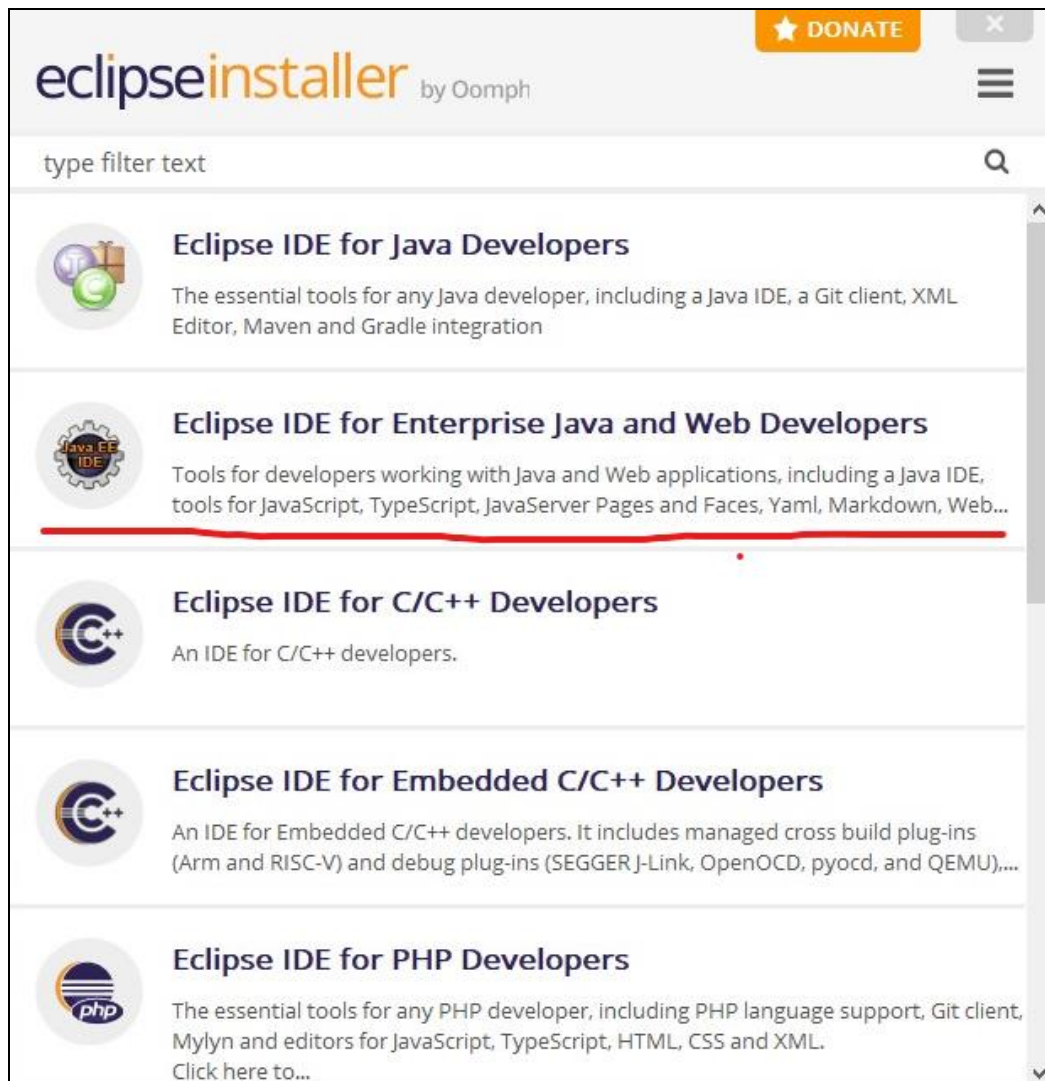 DONATE
eclipseinstaller by Oomph
type filter text
Eclipse IDE for Java Developers
The essential tools for any Java developer, including a Java IDE, a Git client, XML
Editor, Maven and Gradle integration
Java EE
IDE
Eclipse IDE for Enterprise Java and Web Developers
Tools for developers working with Java and Web applications, including a Java IDE,
tools for JavaScript, TypeScript, JavaServer Pages and Faces, Yaml, Markdown, Web...
C++
Eclipse IDE for C/C++ Developers
An IDE for C/C++ developers.
C++
Eclipse IDE for Embedded C/C++ Developers
An IDE for Embedded C/C++ developers. It includes managed cross build plug-ins
(Arm and RISC-V) and debug plug-ins (SEGGER J-Link, OpenOCD, pyocd, and QEMU),...
php
Eclipse IDE for PHP Developers
The essential tools for any PHP developer, including PHP language support, Git client,
Mylyn and editors for JavaScript, TypeScript, HTML, CSS and XML.
Click here to...